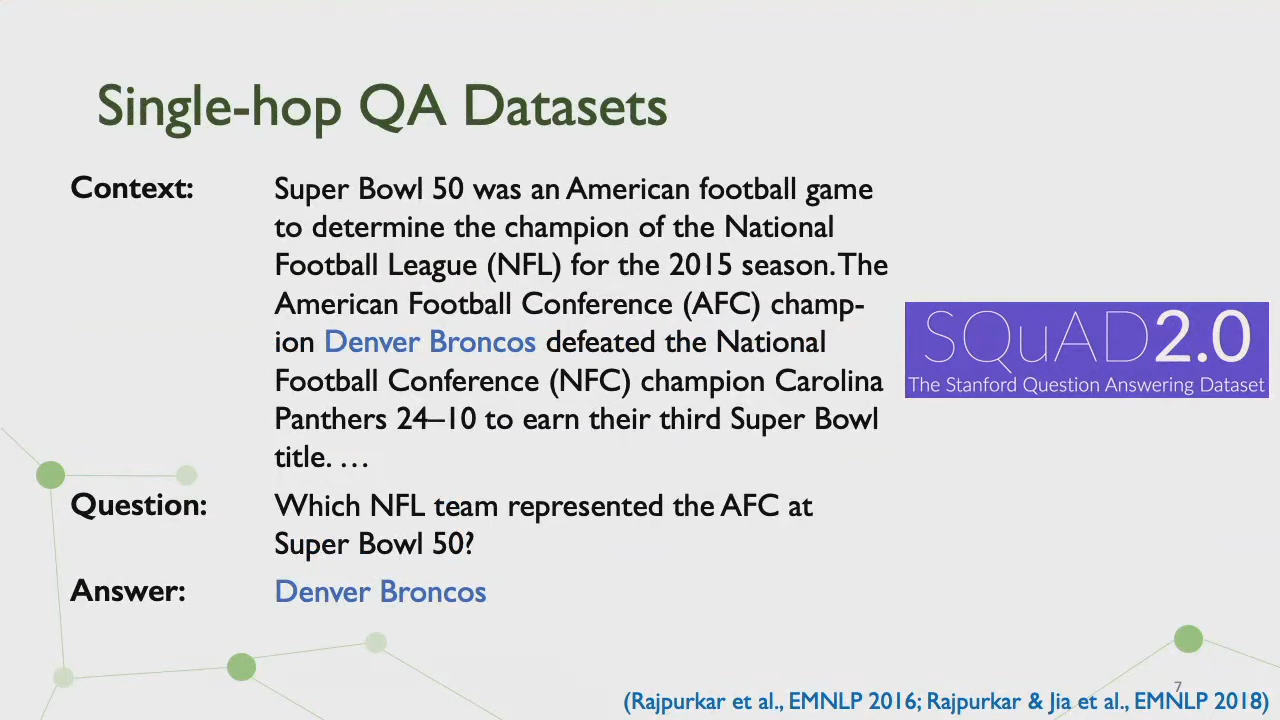 Single-hop QA Datasets
Context:
Super Bowl 50 was an American football game
to determine the champion of the National
Football League (NFL) for the 2015 season. The
American Football Conference (AFC) champ-
ion Denver Broncos defeated the National
Football Conference (NFC) champion Carolina
Panthers 24–10 to earn their third Super Bowl
title. …
SQuAD2.0
The Stanford Question Answering Dataset
Question:
Which NFL team represented the AFC at
Super Bowl 50?
Answer:
Denver Broncos
7
(Rajpurkar et al., EMNLP 2016; Rajpurkar & Jia et al., EMNLP 2018)